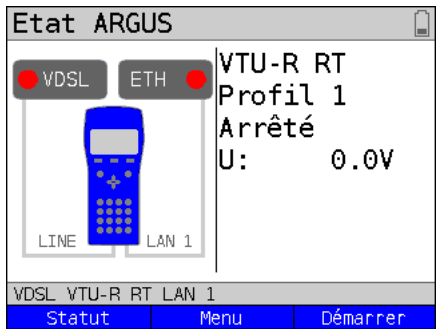 Etat ARGUS
VDSL ETH
LINE LAN 1
VTU-R RT
Profil 1
Arrêté
U: 0.0V
VDSL VTU-R RT LAN 1
Statut Menu Démarrer